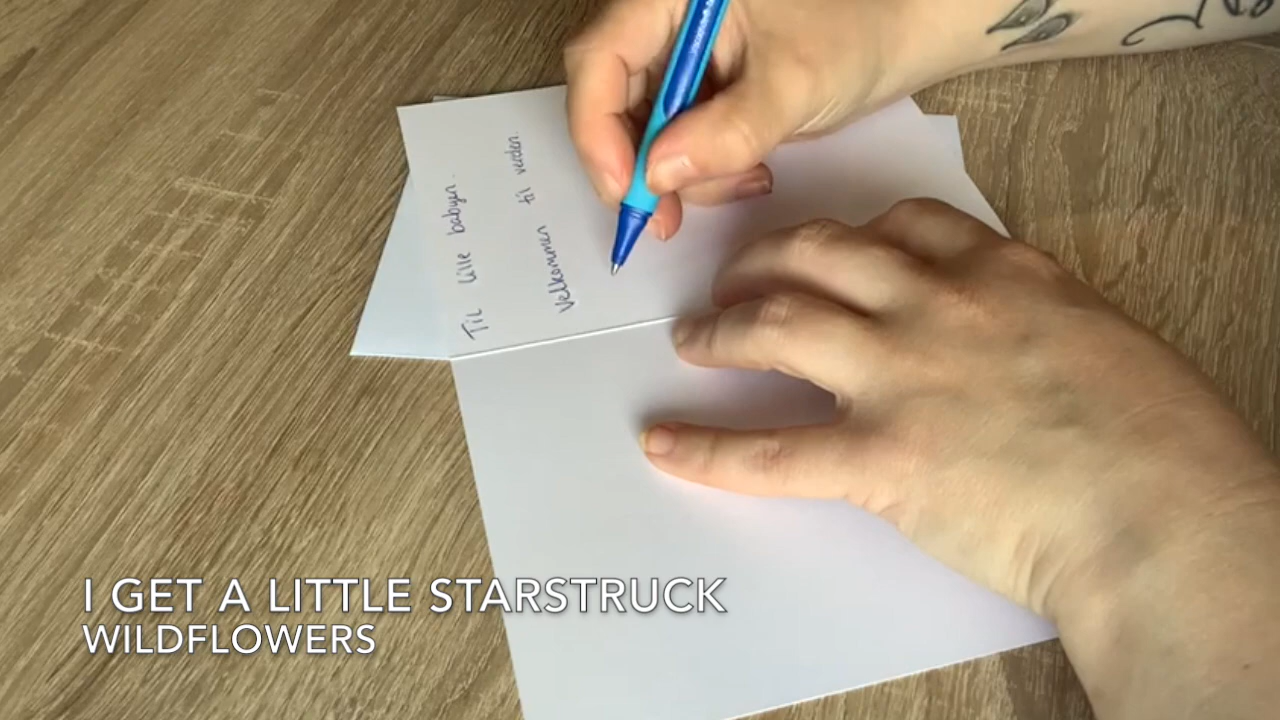 Til lille babyen.
Velkommen til verden.
I GET A LITTLE STARSTRUCK
WILDFLOWERS